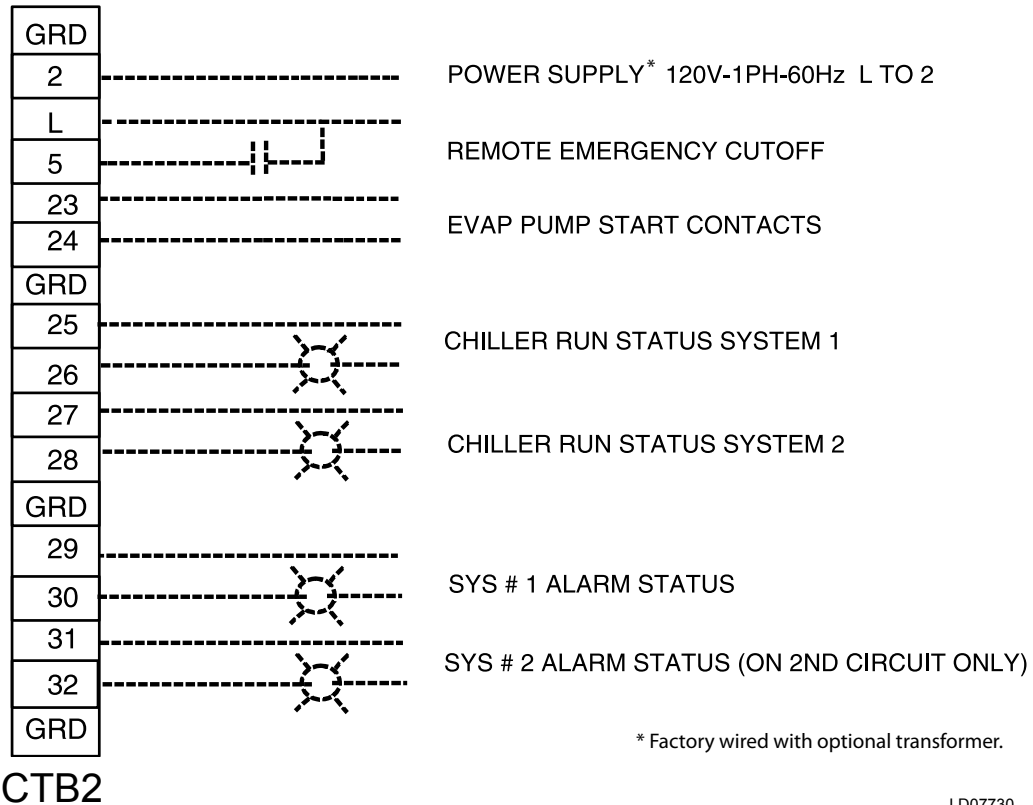 GRD
2 POWER SUPPLY* 120V-1PH-60Hz L TO 2
L
5 REMOTE EMERGENCY CUTOFF
23
24 EVAP PUMP START CONTACTS
GRD
25
CHILLER RUN STATUS SYSTEM 1
26
27
28 CHILLER RUN STATUS SYSTEM 2
GRD
29
30 SYS # 1 ALARM STATUS
31
SYS # 2 ALARM STATUS (ON 2ND CIRCUIT ONLY)
32
GRD
* Factory wired with optional transformer.
CTB2
LD07730